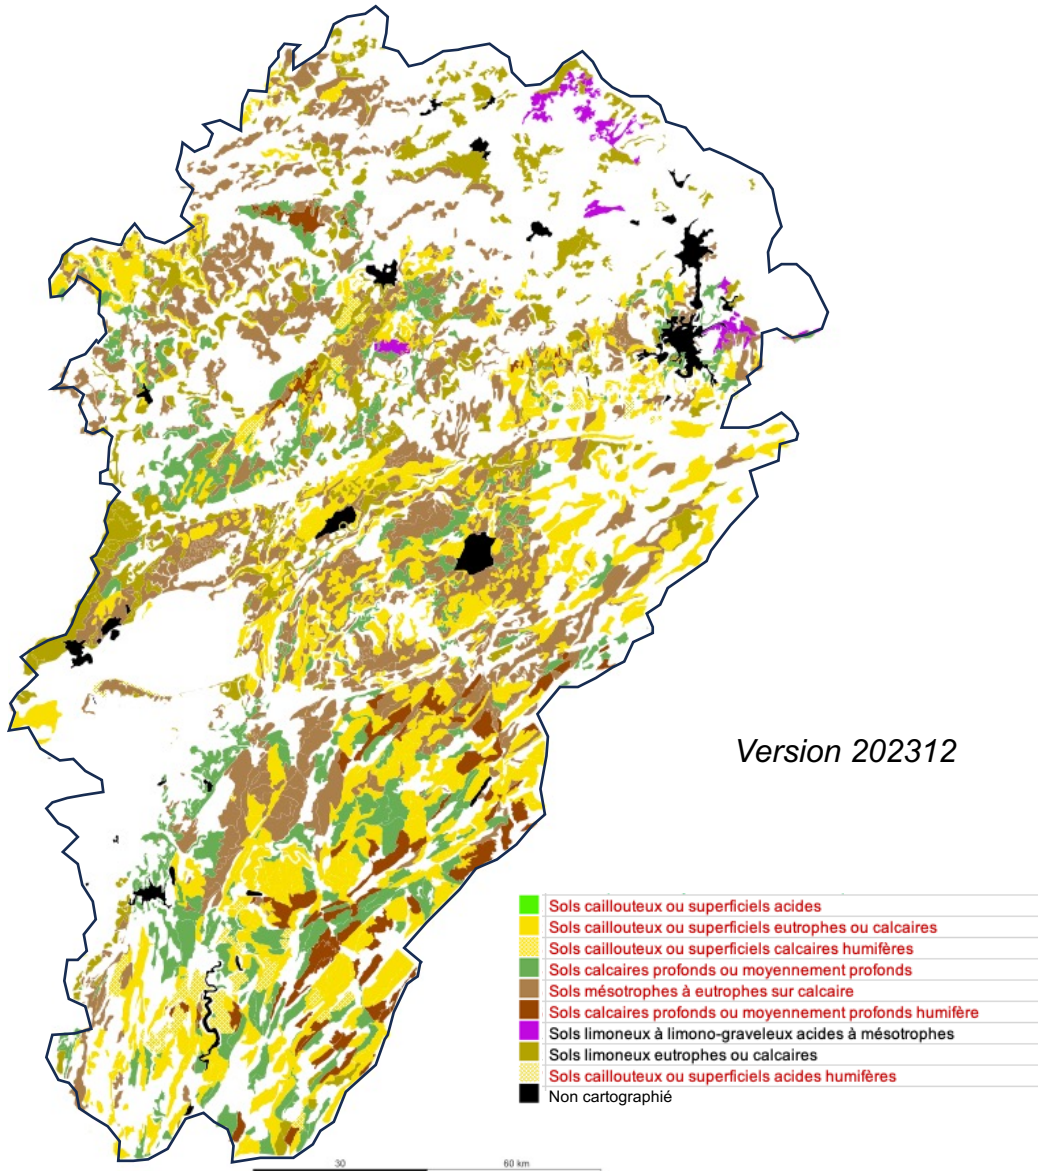 Version 202312
Sols caillouteux ou superficiels acides
Sols caillouteux ou superficiels eutrophes ou calcaires
Sols caillouteux ou superficiels calcaires humifères
Sols calcaires profonds ou moyennement profonds
Sols mésotrophes à eutrophes sur calcaire
Sols calcaires profonds ou moyennement profonds humifère
Sols limoneux à limono-graveleux acides à mésotrophes
Sols limoneux eutrophes ou calcaires
Sols caillouteux ou superficiels acides humifères
Non cartographié
30 60 km